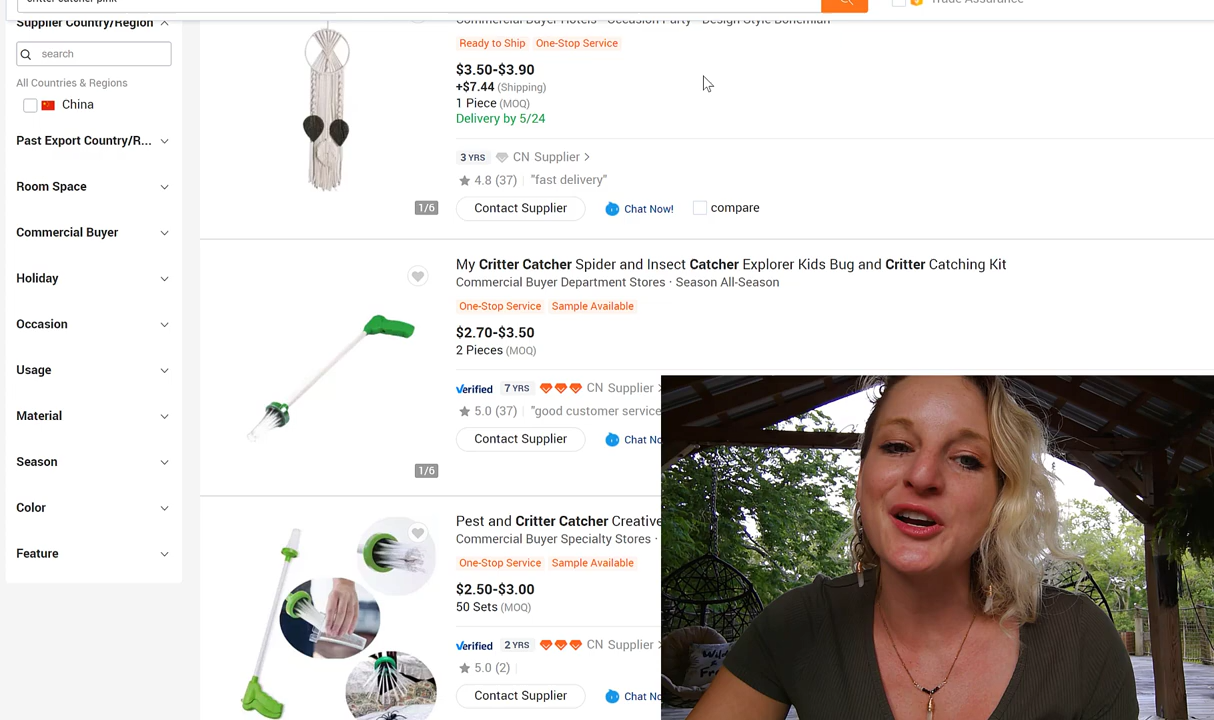 Trade Assurance
Supplier Country/Region
search
All Countries & Regions
China
Past Export Country/R...
Room Space
Commercial Buyer
Holiday
Occasion
Usage
Material
Season
Color
Feature
Commercial Buyer Hotels · Occasion Party · Design Style Bohemian
Ready to Ship One-Stop Service
$3.50-$3.90
+$7.44 (Shipping)
1 Piece (MOQ)
Delivery by 5/24
3 YRS CN Supplier >
4.8 (37) "fast delivery"
1/6
Contact Supplier Chat Now! compare
My Critter Catcher Spider and Insect Catcher Explorer Kids Bug and Critter Catching Kit
Commercial Buyer Department Stores · Season All-Season
One-Stop Service Sample Available
$2.70-$3.50
2 Pieces (MOQ)
Verified 7 YRS CN Supplier >
5.0 (37) "good customer service
Contact Supplier Chat No
1/6
Pest and Critter Catcher Creative
Commercial Buyer Specialty Stores ·
One-Stop Service Sample Available
$2.50-$3.00
50 Sets (MOQ)
Verified 2 YRS CN Supplier >
5.0 (2)
Contact Supplier Chat No